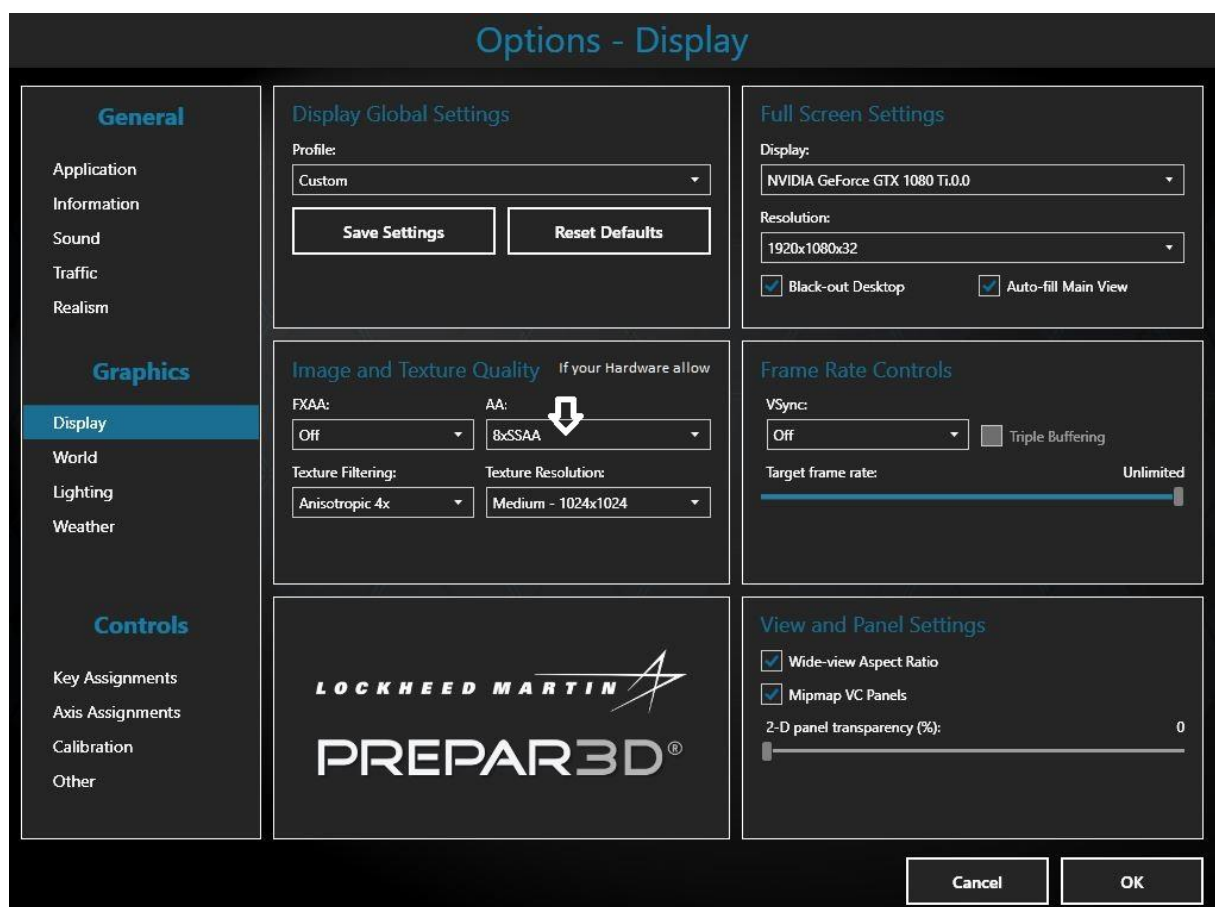 Options - Display
General
Application
Information
Sound
Traffic
Realism
Graphics
Display
World
Lighting
Weather
Controls
Key Assignments
Axis Assignments
Calibration
Other
Display Global Settings
Profile:
Custom
Save Settings Reset Defaults
Full Screen Settings
Display:
NVIDIA GeForce GTX 1080 Ti.0.0
Resolution:
1920x1080x32
Black-out Desktop Auto-fill Main View
Image and Texture Quality If your Hardware allow
FXAA: AA:
Off 8xSSAA
Texture Filtering: Texture Resolution:
Anisotropic 4x Medium - 1024x1024
Frame Rate Controls
VSync:
Off Triple Buffering
Target frame rate: Unlimited
LOCKHEED MARTIN
PREPAR3D®
View and Panel Settings
Wide-view Aspect Ratio
Mipmap VC Panels
2-D panel transparency (%): 0
Cancel OK